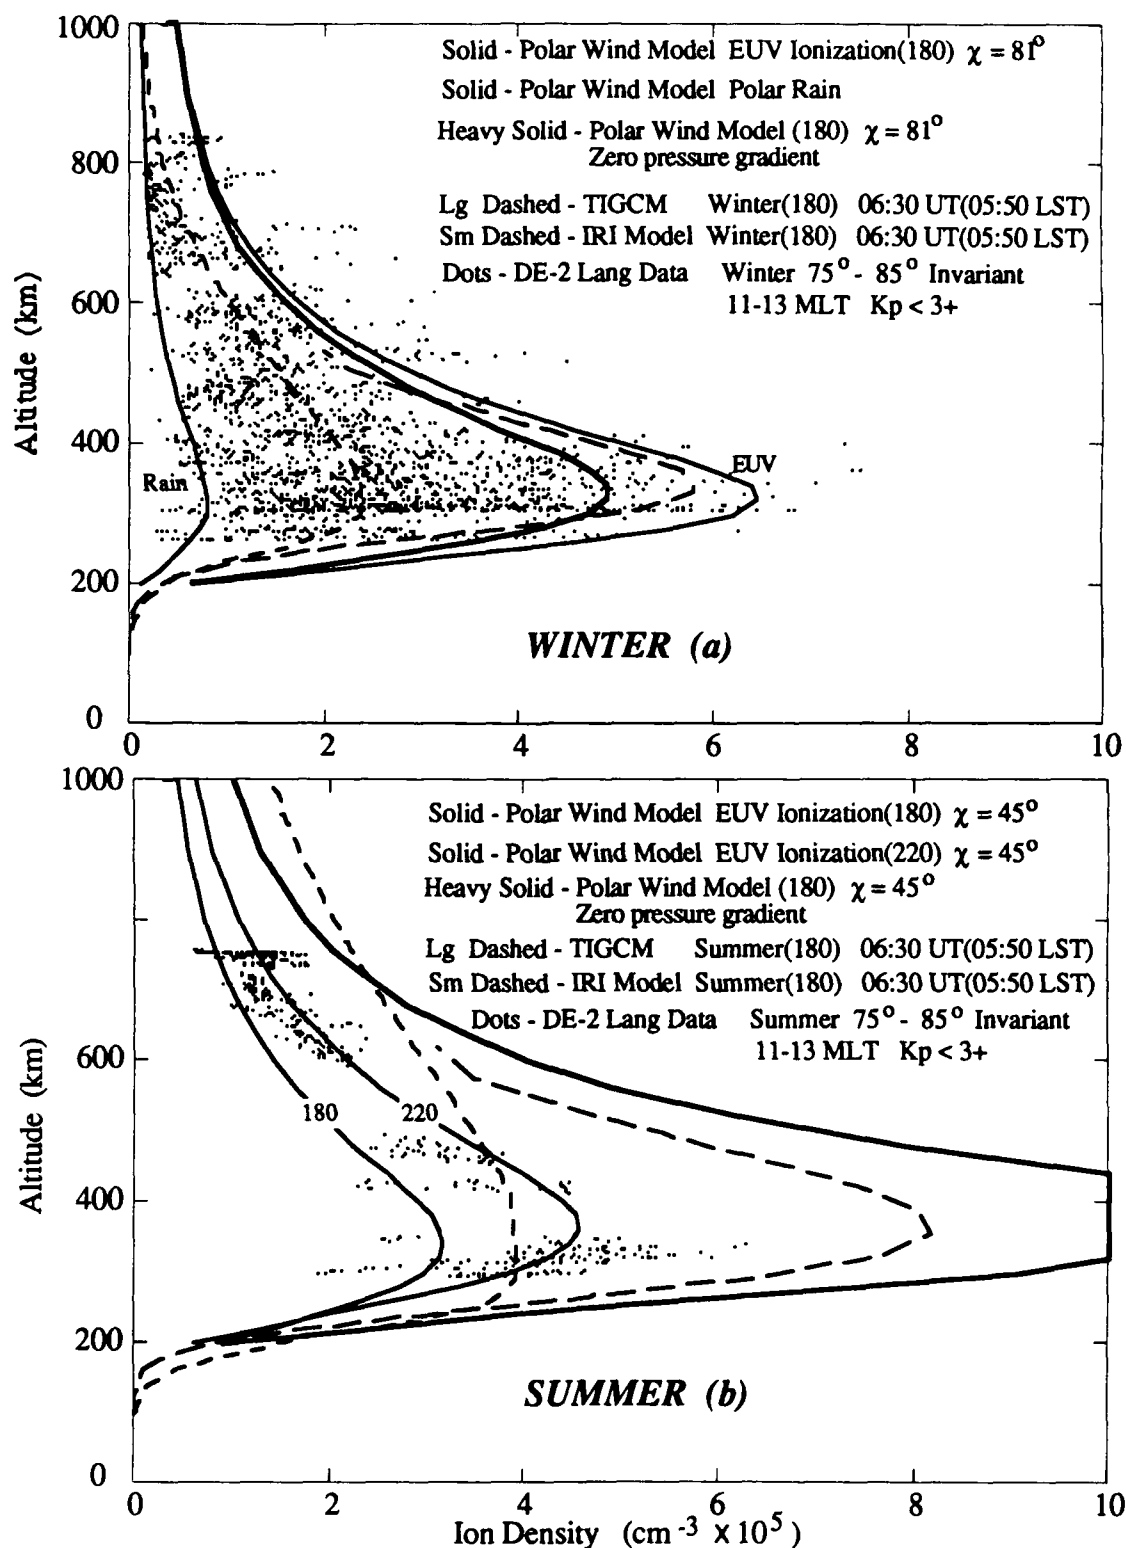 1000
Solid - Polar Wind Model EUV Ionization(180) χ = 81°
Solid - Polar Wind Model Polar Rain
Heavy Solid - Polar Wind Model (180) χ = 81°
Zero pressure gradient
800
Lg Dashed - TIGCM Winter(180) 06:30 UT(05:50 LST)
Sm Dashed - IRI Model Winter(180) 06:30 UT(05:50 LST)
Dots - DE-2 Lang Data Winter 75° - 85° Invariant
11-13 MLT Kp < 3+
600
Altitude (km)
400
EUV
Rain
200
WINTER (a)
0
0 2 4 6 8 10
1000
Solid - Polar Wind Model EUV Ionization(180) χ = 45°
Solid - Polar Wind Model EUV Ionization(220) χ = 45°
Heavy Solid - Polar Wind Model (180) χ = 45°
Zero pressure gradient
800
Lg Dashed - TIGCM Summer(180) 06:30 UT(05:50 LST)
Sm Dashed - IRI Model Summer(180) 06:30 UT(05:50 LST)
Dots - DE-2 Lang Data Summer 75° - 85° Invariant
11-13 MLT Kp < 3+
600
180
220
Altitude (km)
400
200
SUMMER (b)
0
0 2 4 6 8 10
Ion Density (cm⁻³ x 10⁵)